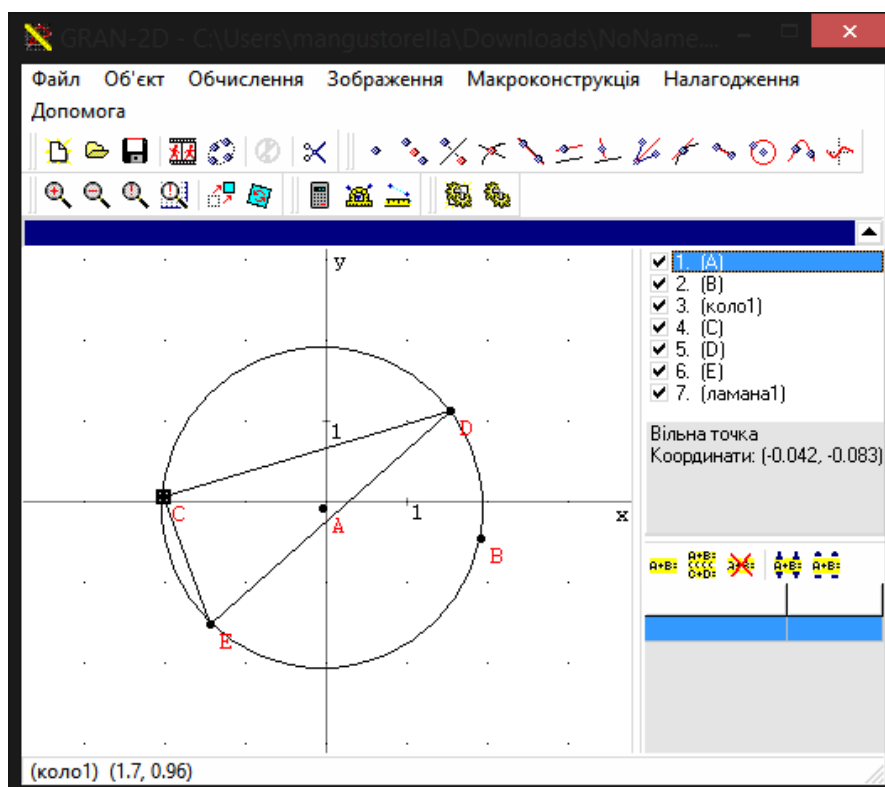 GRAN-2D - C:\Users\mangustorella\Downloads\NoName....
Файл Об'єкт Обчислення Зображення Макроконструкція Налагодження
Допомога
y
1
D
C
A
1
x
B
E
1. (A)
2. (B)
3. (коло1)
4. (C)
5. (D)
6. (E)
7. (ламана1)
Вільна точка
Координати: (-0.042, -0.083)
(коло1) (1.7, 0.96)